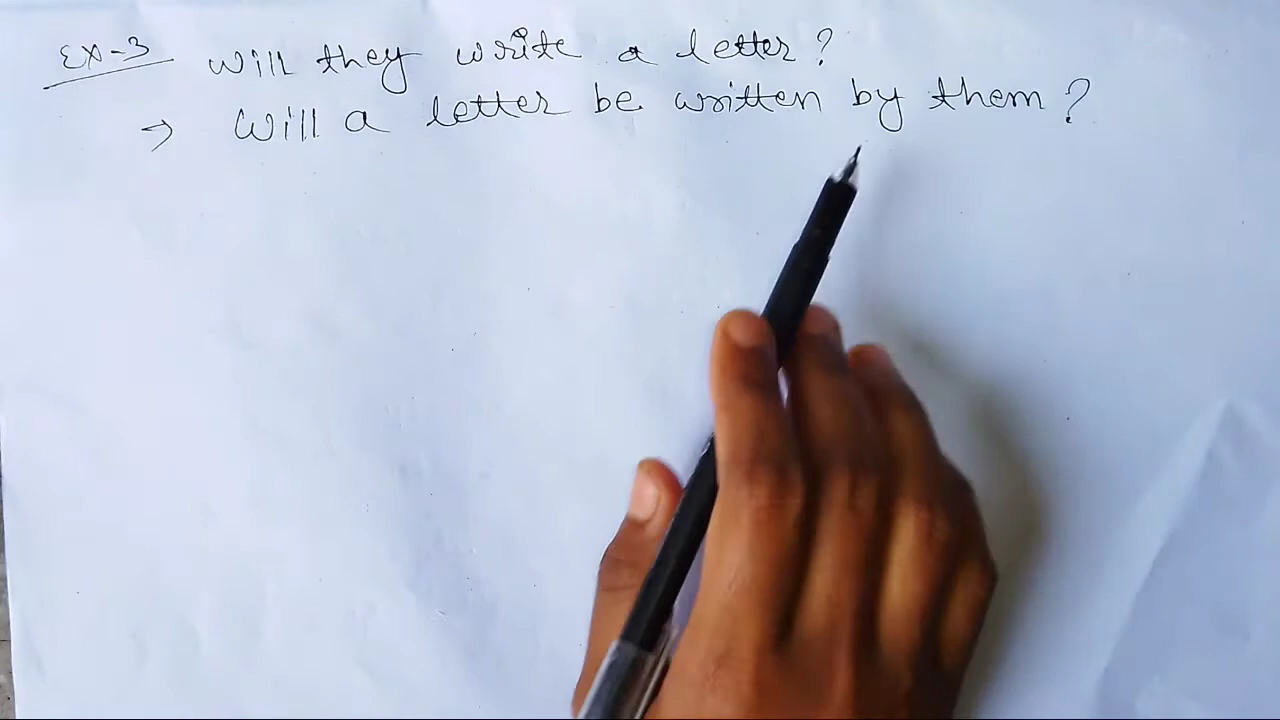 Ex-3 Will they write a letter?
→ Will a letter be written by them?